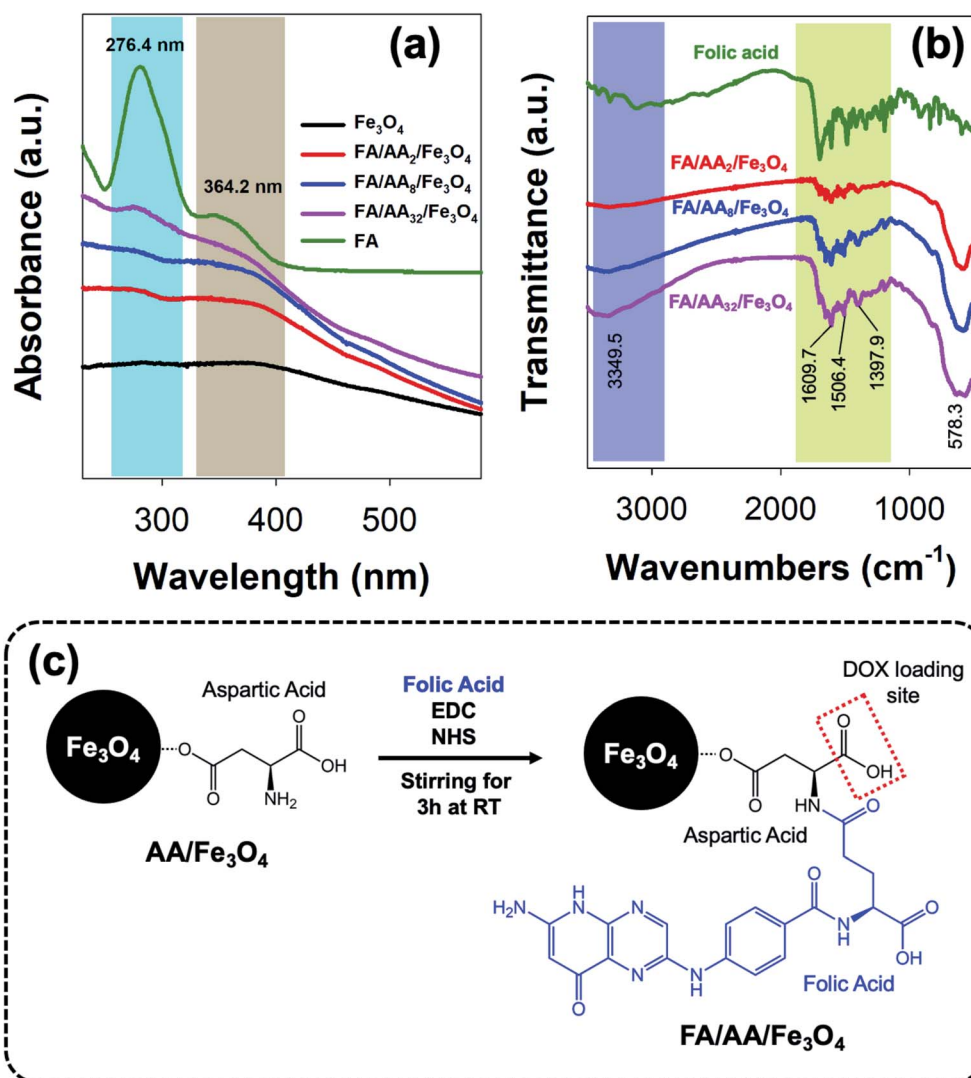 (a)
276.4 nm
364.2 nm
Fe₃O₄
FA/AA₂/Fe₃O₄
FA/AA₈/Fe₃O₄
FA/AA₃₂/Fe₃O₄
FA
Absorbance (a.u.)
300
400
500
Wavelength (nm)
(b)
Folic acid
FA/AA₂/Fe₃O₄
FA/AA₈/Fe₃O₄
FA/AA₃₂/Fe₃O₄
3349.5
1609.7
1506.4
1397.9
578.3
Transmittance (a.u.)
3000
2000
1000
Wavenumbers (cm⁻¹)
(c)
Fe₃O₄
Aspartic Acid
O
O
O
OH
NH₂
AA/Fe₃O₄
Folic Acid
EDC
NHS
Stirring for
3h at RT
DOX loading
site
Fe₃O₄
O
O
O
OH
HN
O
Aspartic Acid
H₂N
H
N
N
N
O
N
H
O
N
H
O
OH
Folic Acid
FA/AA/Fe₃O₄